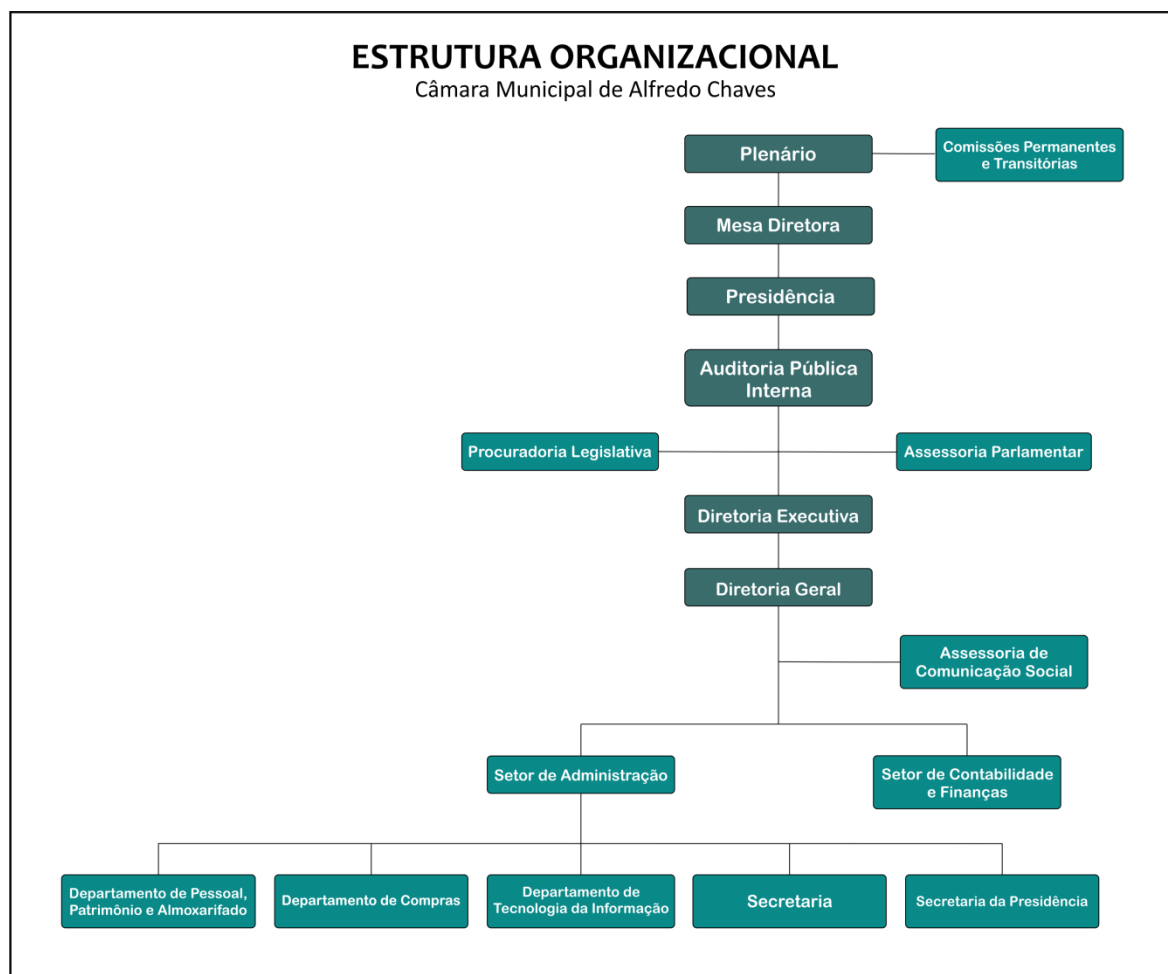 ESTRUTURA ORGANIZACIONAL
Câmara Municipal de Alfredo Chaves
Plenário
Comissões Permanentes
e Transitórias
Mesa Diretora
Presidência
Auditoria Pública
Interna
Procuradoria Legislativa
Assessoria Parlamentar
Diretoria Executiva
Diretoria Geral
Assessoria de
Comunicação Social
Setor de Administração
Setor de Contabilidade
e Finanças
Departamento de Pessoal,
Patrimônio e Almoxarifado
Departamento de Compras
Departamento de
Tecnologia da Informação
Secretaria
Secretaria da Presidência